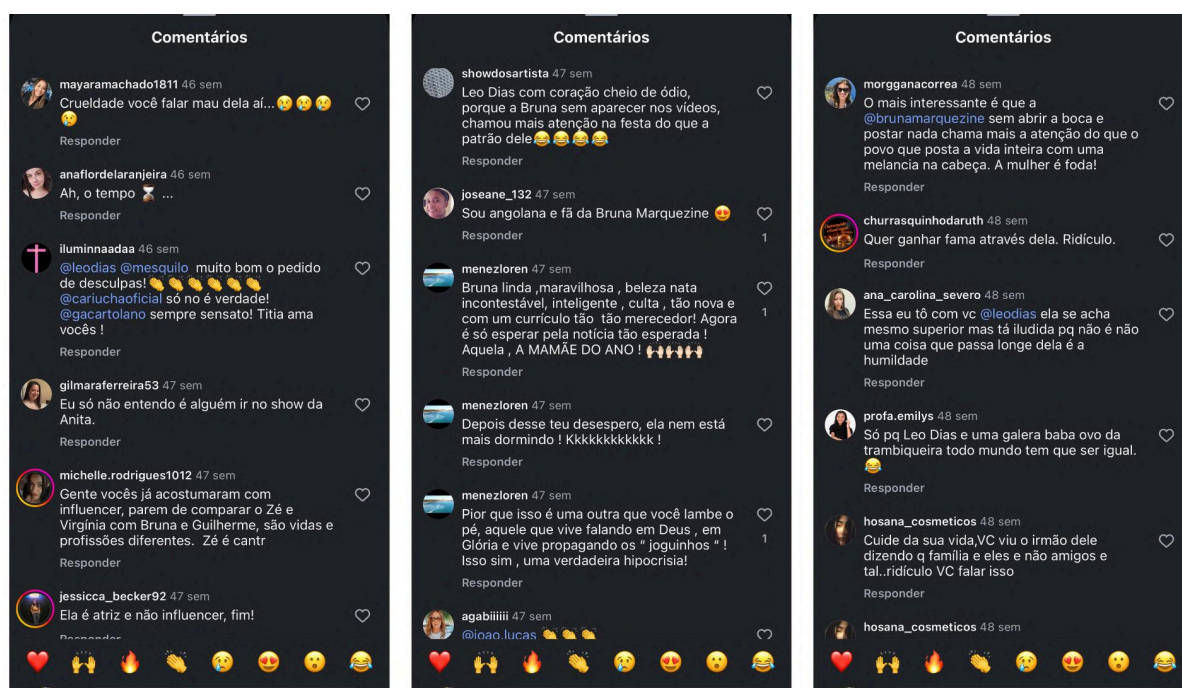 Comentários
mayaramachado1811 46 sem
Crueldade você falar mau dela aí...😢😢😢
😢
Responder
anaflordelaranjeira 46 sem
Ah, o tempo ⏳ ...
Responder
iluminnaadaa 46 sem
@leodias @mesquilo muito bom o pedido
de desculpas!👏👏👏👏👏👏
@cariuchaoficial só no é verdade!
@gacartolano sempre sensato! Titia ama
vocês !
Responder
gilmaraferreira53 47 sem
Eu só não entendo é alguém ir no show da
Anita.
Responder
michelle.rodrigues1012 47 sem
Gente vocês já acostumaram com
influencer, parem de comparar o Zé e
Virgínia com Bruna e Guilherme, são vidas e
profissões diferentes. Zé é cantr
Responder
jessicca_becker92 47 sem
Ela é atriz e não influencer, fim!
Responder
Comentários
showdosartista 47 sem
Leo Dias com coração cheio de ódio,
porque a Bruna sem aparecer nos vídeos,
chamou mais atenção na festa do que a
patrão dele😂😂😂😂
Responder
joseane_132 47 sem
Sou angolana e fã da Bruna Marquezine 😍
Responder
1
menezloren 47 sem
Bruna linda ,maravilhosa , beleza nata
incontestável, inteligente , culta , tão nova e
com um currículo tão tão merecedor! Agora
é só esperar pela notícia tão esperada !
Aquela , A MAMÃE DO ANO ! 🙌🏻🙌🏻🙌🏻
1
Responder
menezloren 47 sem
Depois desse teu desespero, ela nem está
mais dormindo ! Kkkkkkkkkkkk !
Responder
menezloren 47 sem
Pior que isso é uma outra que você lambe o
pé, aquele que vive falando em Deus , em
Glória e vive propagando os “ joguinhos “ !
Isso sim , uma verdadeira hipocrisia!
1
Responder
agabiiiiii 47 sem
@joao.lucas 👏👏👏
Comentários
morgganacorrea 48 sem
O mais interessante é que a
@brunamarquezine sem abrir a boca e
postar nada chama mais a atenção do que o
povo que posta a vida inteira com uma
melancia na cabeça. A mulher é foda!
Responder
churrasquinhodaruth 48 sem
Quer ganhar fama através dela. Ridículo.
Responder
ana_carolina_severo 48 sem
Essa eu tô com vc @leodias ela se acha
mesmo superior mas tá iludida pq não é não
uma coisa que passa longe dela é a
humildade
Responder
profa.emilys 48 sem
Só pq Leo Dias e uma galera baba ovo da
trambiqueira todo mundo tem que ser igual.
😂
Responder
hosana_cosmeticos 48 sem
Cuide da sua vida,VC viu o irmão dele
dizendo q família e eles e não amigos e
tal..ridículo VC falar isso
Responder
hosana_cosmeticos 48 sem